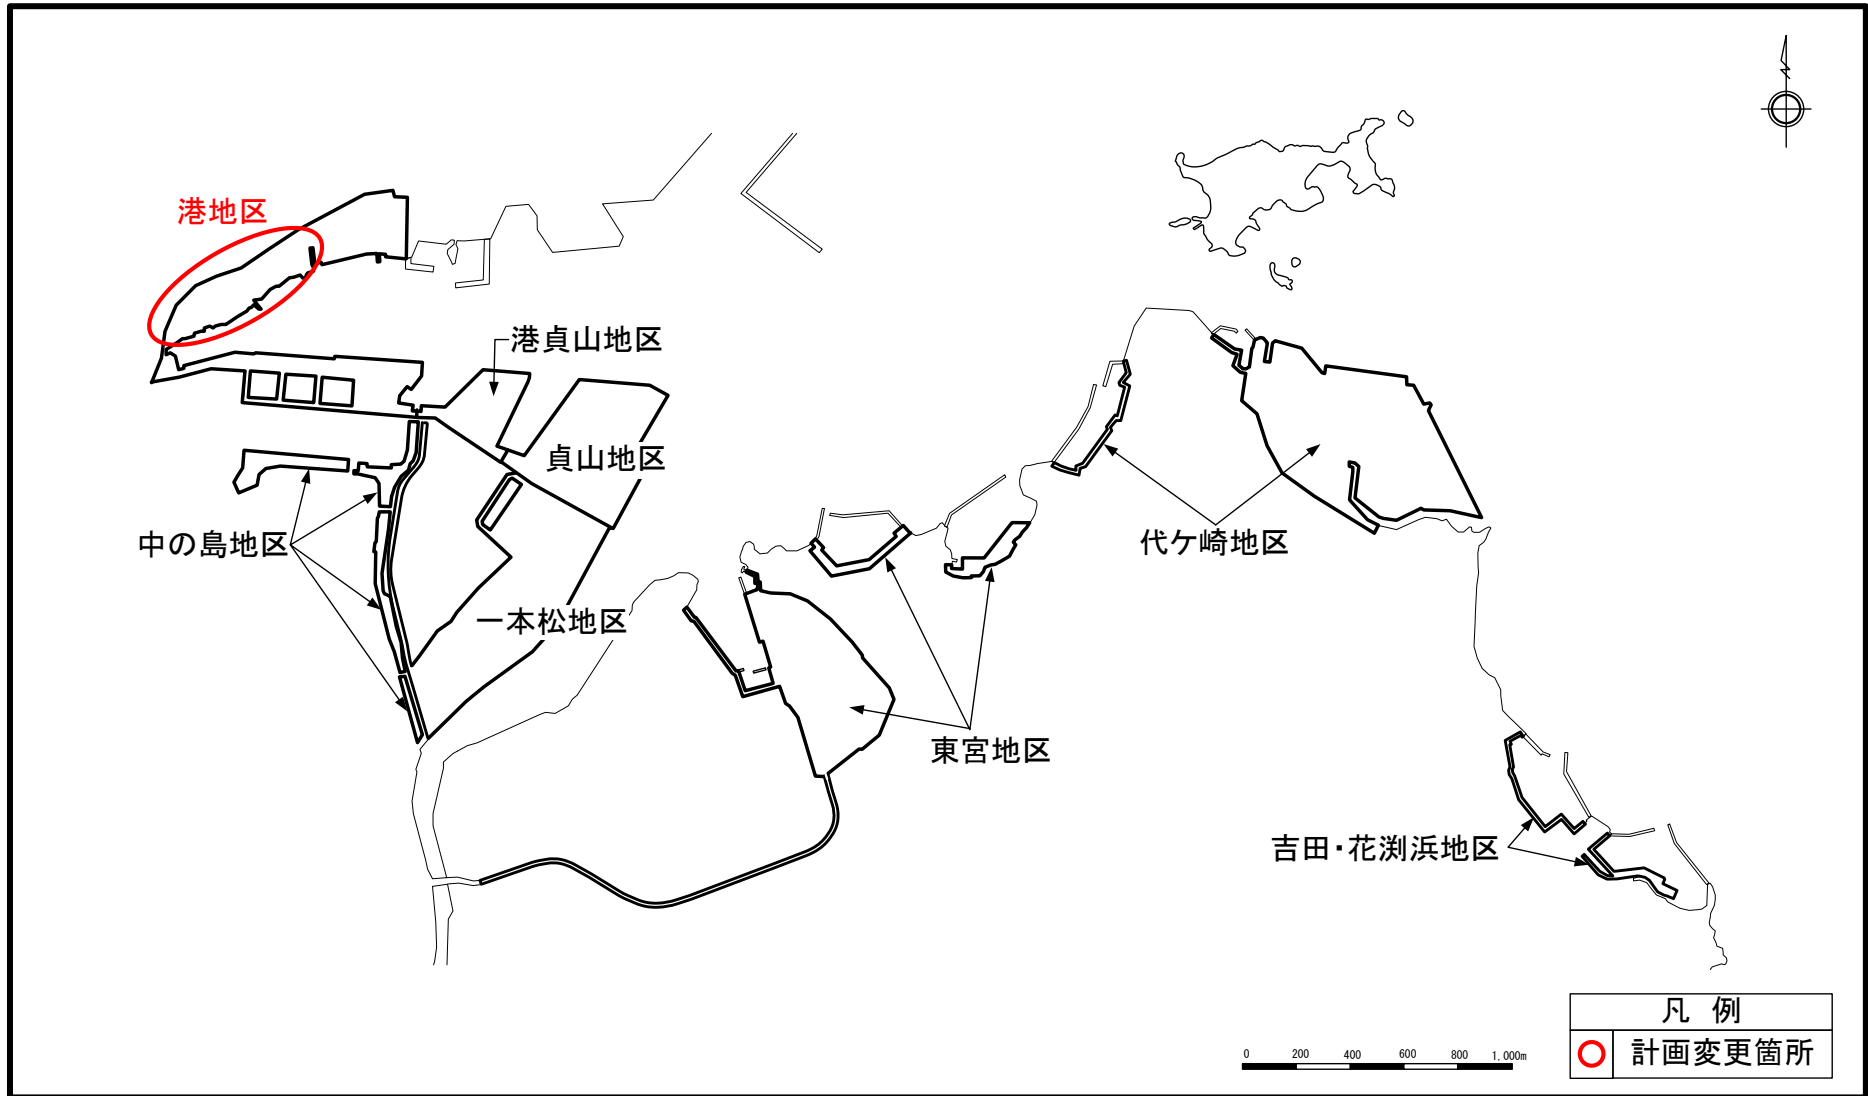 港地区
港貞山地区
貞山地区
中の島地区
代ケ崎地区
一本松地区
東宮地区
吉田・花渕浜地区
凡 例
計画変更箇所
0 200 400 600 800 1,000m